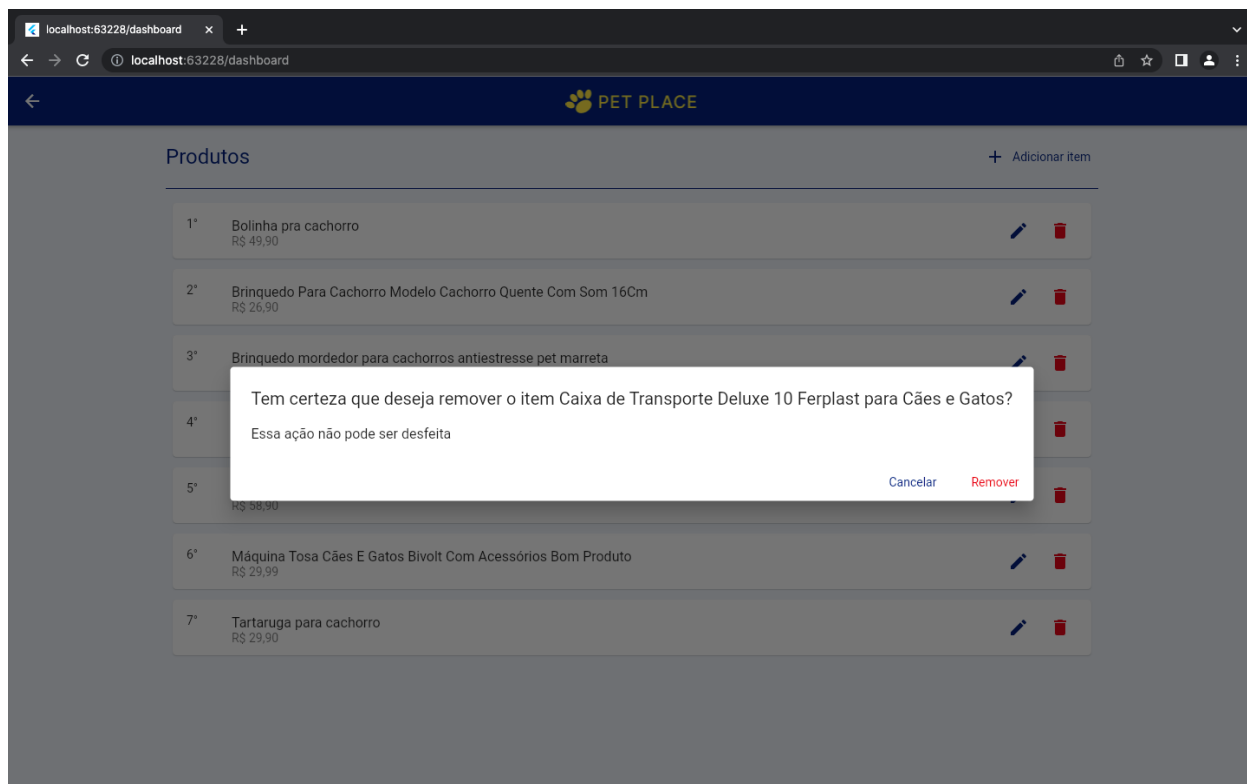 localhost:63228/dashboard
localhost:63228/dashboard
PET PLACE
Produtos
Adicionar item
1°
Bolinha pra cachorro
R$ 49,90
2°
Brinquedo Para Cachorro Modelo Cachorro Quente Com Som 16Cm
R$ 26,90
3°
Brinquedo mordedor para cachorros antiestresse pet marreta
Tem certeza que deseja remover o item Caixa de Transporte Deluxe 10 Ferplast para Cães e Gatos?
4°
Essa ação não pode ser desfeita
Cancelar
Remover
5°
R$ 58,90
6°
Máquina Tosa Cães E Gatos Bivolt Com Acessórios Bom Produto
R$ 29,99
7°
Tartaruga para cachorro
R$ 29,90